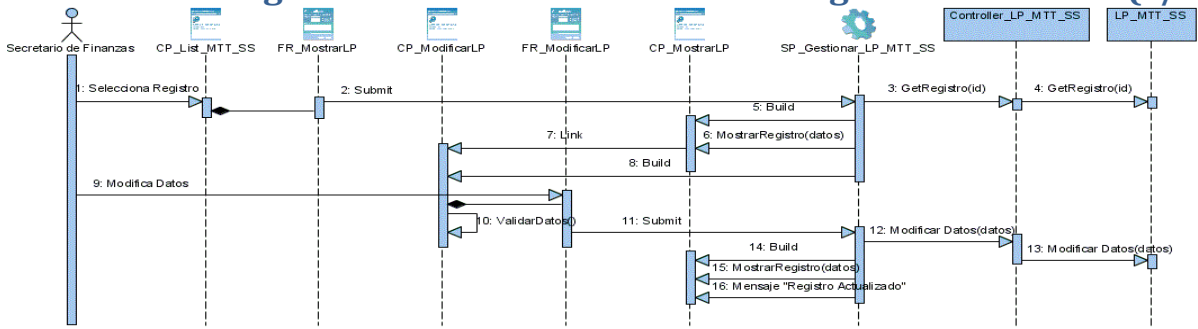 Controller_LP_MTT_SS
LP_MTT_SS
Secretario de Finanzas
CP_List_MTT_SS
FR_MostrarLP
CP_ModificarLP
FR_ModificarLP
CP_MostrarLP
SP_Gestionar_LP_MTT_SS
1: Selecciona Registro
2: Submit
3: GetRegistro(id)
4: GetRegistro(id)
5: Build
6: MostrarRegistro(datos)
7: Link
8: Build
9: Modifica Datos
10: ValidarDatos()
11: Submit
12: Modificar Datos(datos)
13: Modificar Datos(datos)
14: Build
15: MostrarRegistro(datos)
16: Mensaje "Registro Actualizado"